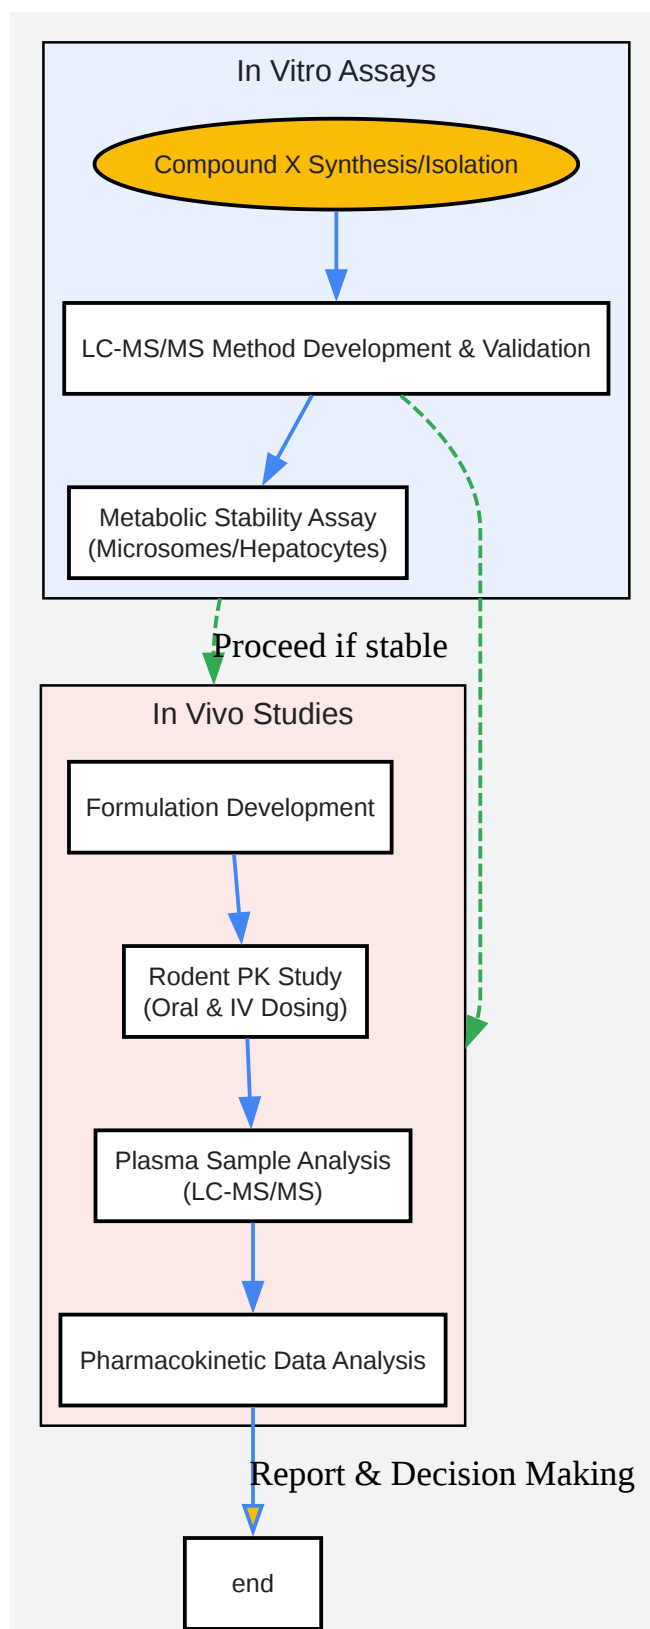 In Vitro Assays
Compound X Synthesis/Isolation
LC-MS/MS Method Development & Validation
Metabolic Stability Assay
(Microsomes/Hepatocytes)
Proceed if stable
In Vivo Studies
Formulation Development
Rodent PK Study
(Oral & IV Dosing)
Plasma Sample Analysis
(LC-MS/MS)
Pharmacokinetic Data Analysis
Report & Decision Making
end